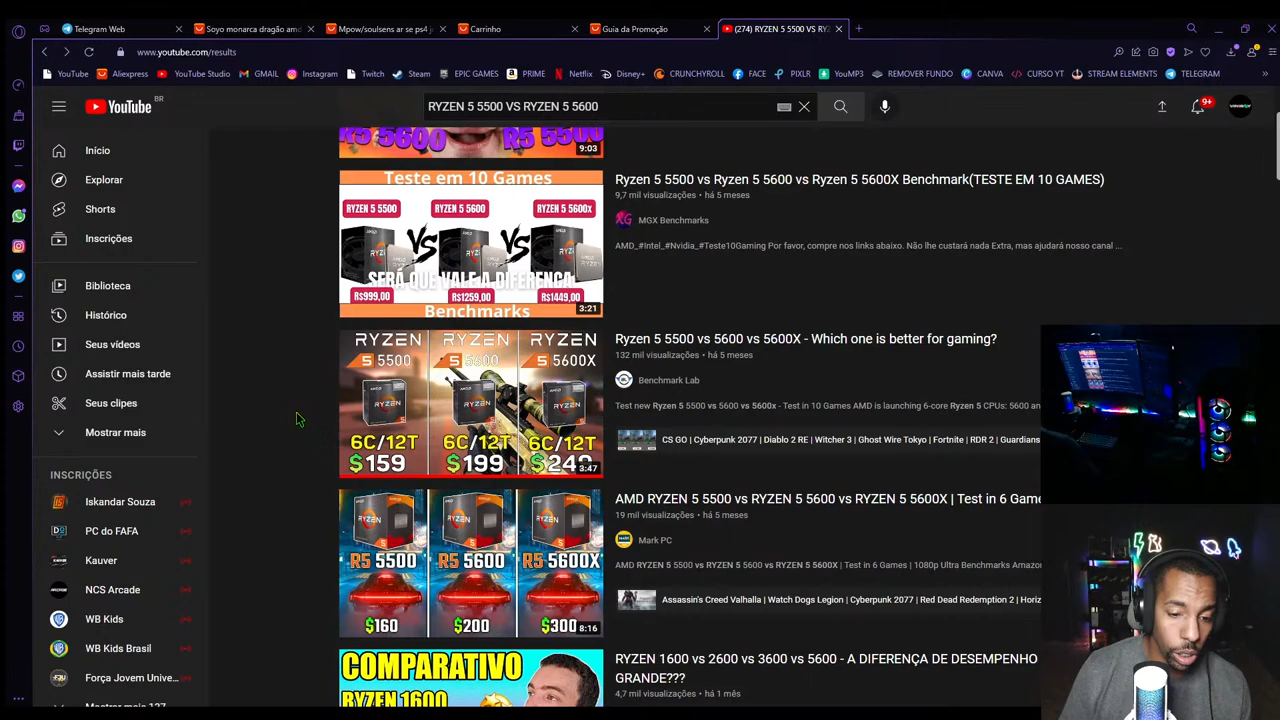 Telegram Web
Soyo monarca dragão amd
Mpow/soulsens ar se ps4 j
Carrinho
Guia da Promoção
(274) RYZEN 5 5500 VS RY
www.youtube.com/results
YouTube
Aliexpress
YouTube Studio
GMAIL
Instagram
Twitch
Steam
EPIC GAMES
PRIME
Netflix
Disney+
CRUNCHYROLL
FACE
PIXLR
YouMP3
REMOVER FUNDO
CANVA
CURSO YT
STREAM ELEMENTS
TELEGRAM
YouTube BR
RYZEN 5 5500 VS RYZEN 5 5600
9+
Início
Explorar
Shorts
Inscrições
Biblioteca
Histórico
Seus vídeos
Assistir mais tarde
Seus clipes
Mostrar mais
INSCRIÇÕES
Iskandar Souza
PC do FAFA
Kauver
NCS Arcade
WB Kids
WB Kids Brasil
Força Jovem Unive...
Mostrar mais 127
R5 5600
R5
9:03
Teste em 10 Games
RYZEN 5 5500
RYZEN 5 5600
RYZEN 5 5600x
VS
VS
SERÁ QUE VALE A DIFERENÇA
R$999,00
R$1259,00
R$1449,00
Benchmarks
3:21
Ryzen 5 5500 vs Ryzen 5 5600 vs Ryzen 5 5600X Benchmark(TESTE EM 10 GAMES)
9,7 mil visualizações • há 5 meses
MGX Benchmarks
AMD_#Intel_#Nvidia_#Teste10Gaming Por favor, compre nos links abaixo. Não lhe custará nada Extra, mas ajudará nosso canal ...
RYZEN
5 5500
RYZEN
5 5600
RYZEN
5 5600X
6C/12T
$159
6C/12T
$199
6C/12T
$249
3:47
Ryzen 5 5500 vs 5600 vs 5600X - Which one is better for gaming?
132 mil visualizações • há 5 meses
Benchmark Lab
Test new Ryzen 5 5500 vs 5600 vs 5600x - Test in 10 Games AMD is launching 6-core Ryzen 5 CPUs: 5600 an
CS GO | Cyberpunk 2077 | Diablo 2 RE | Witcher 3 | Ghost Wire Tokyo | Fortnite | RDR 2 | Guardians
R5 5500
R5 5600
R5 5600X
$160
$200
$300
8:16
AMD RYZEN 5 5500 vs RYZEN 5 5600 vs RYZEN 5 5600X | Test in 6 Game
19 mil visualizações • há 5 meses
Mark PC
AMD RYZEN 5 5500 vs RYZEN 5 5600 vs RYZEN 5 5600X | Test in 6 Games | 1080p Ultra Benchmarks Amazon
Assassin's Creed Valhalla | Watch Dogs Legion | Cyberpunk 2077 | Red Dead Redemption 2 | Horiz
COMPARATIVO
RYZEN 1600
RYZEN 1600 vs 2600 vs 3600 vs 5600 - A DIFERENÇA DE DESEMPENHO
GRANDE???
4,7 mil visualizações • há 1 mês